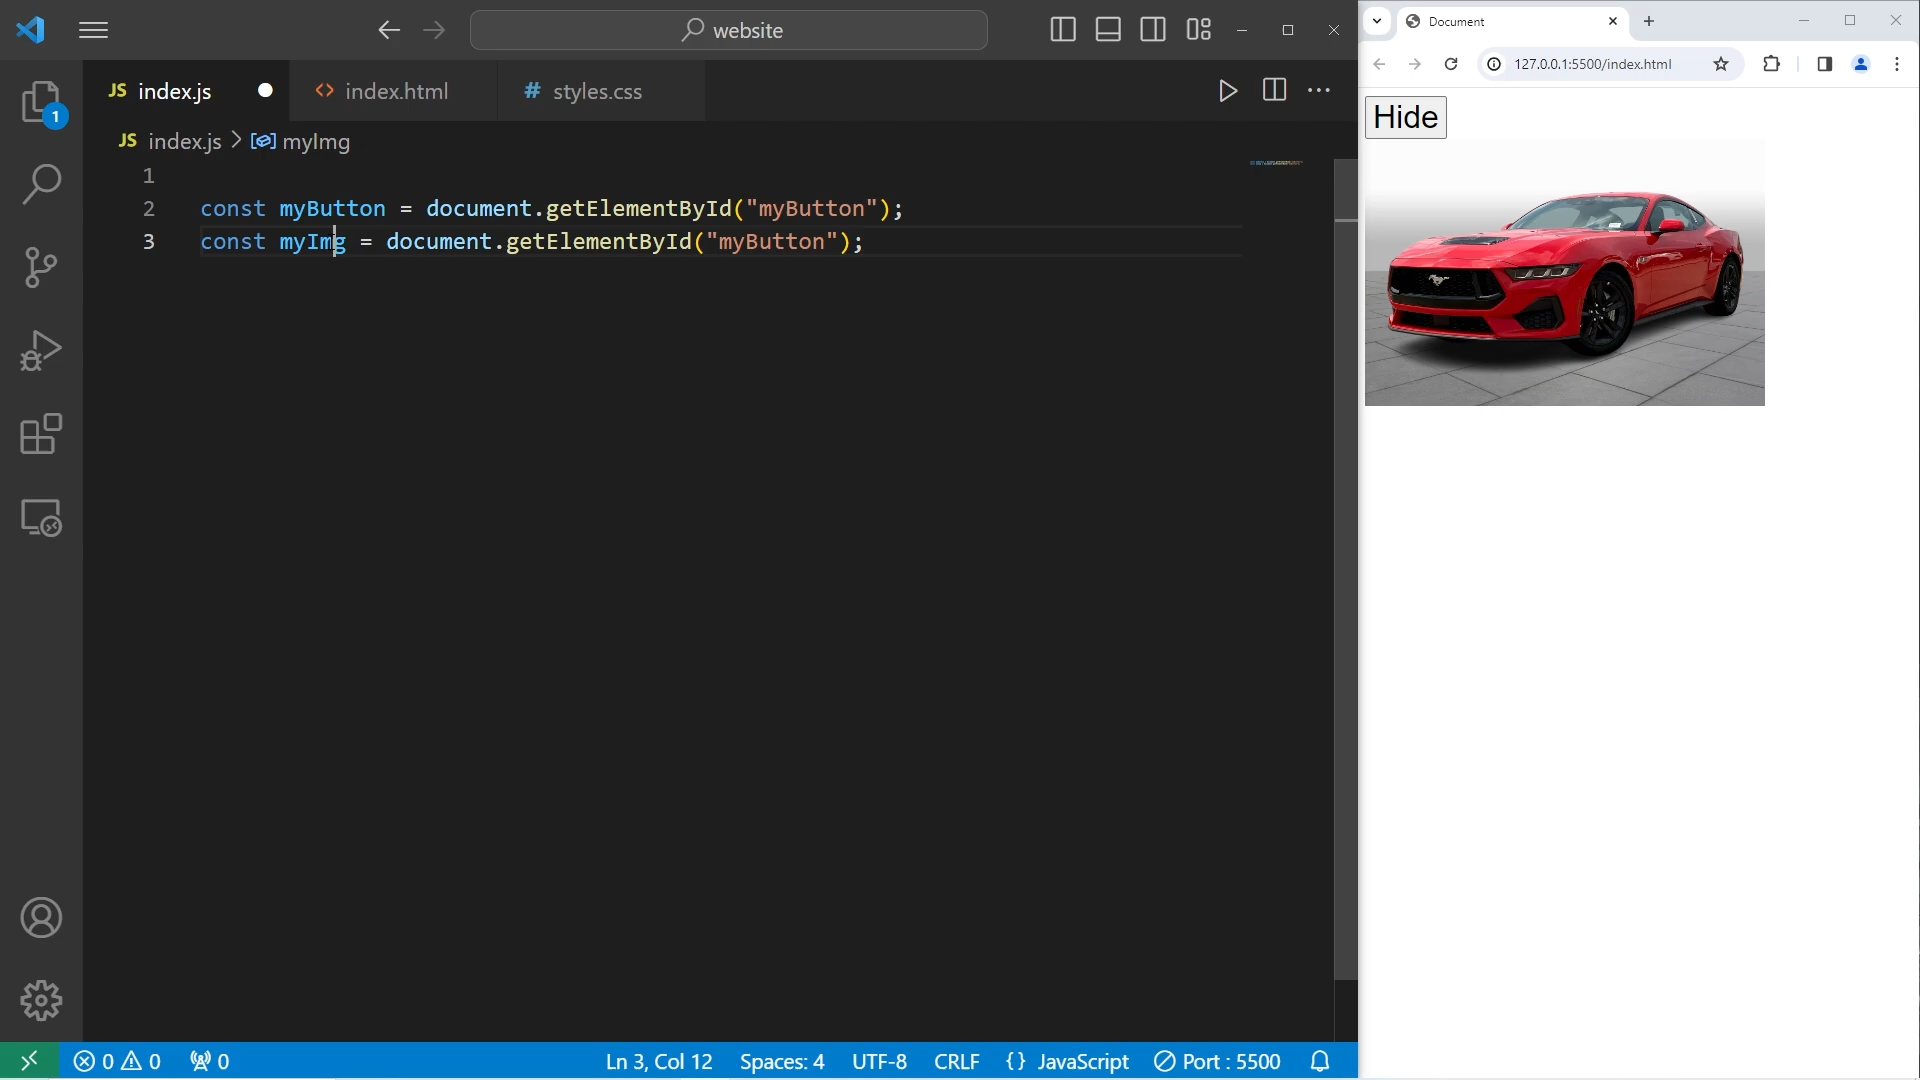 website
Document
JS index.js
<> index.html
# styles.css
127.0.0.1:5500/index.html
1
JS index.js > myImg
Hide
1
2 const myButton = document.getElementById("myButton");
3 const myImg = document.getElementById("myButton");
0 0 0
Ln 3, Col 12 Spaces: 4 UTF-8 CRLF {} JavaScript Port : 5500